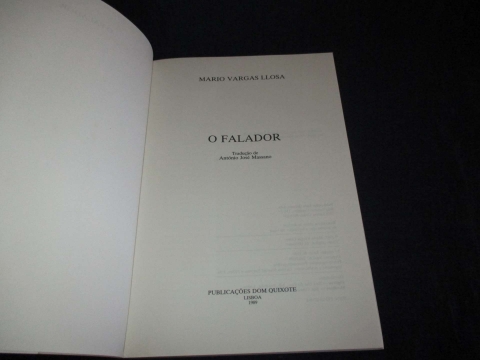 MARIO VARGAS LLOSA
O FALADOR
Tradução de
António José Massano
PUBLICAÇÕES DOM QUIXOTE
LISBOA
1989